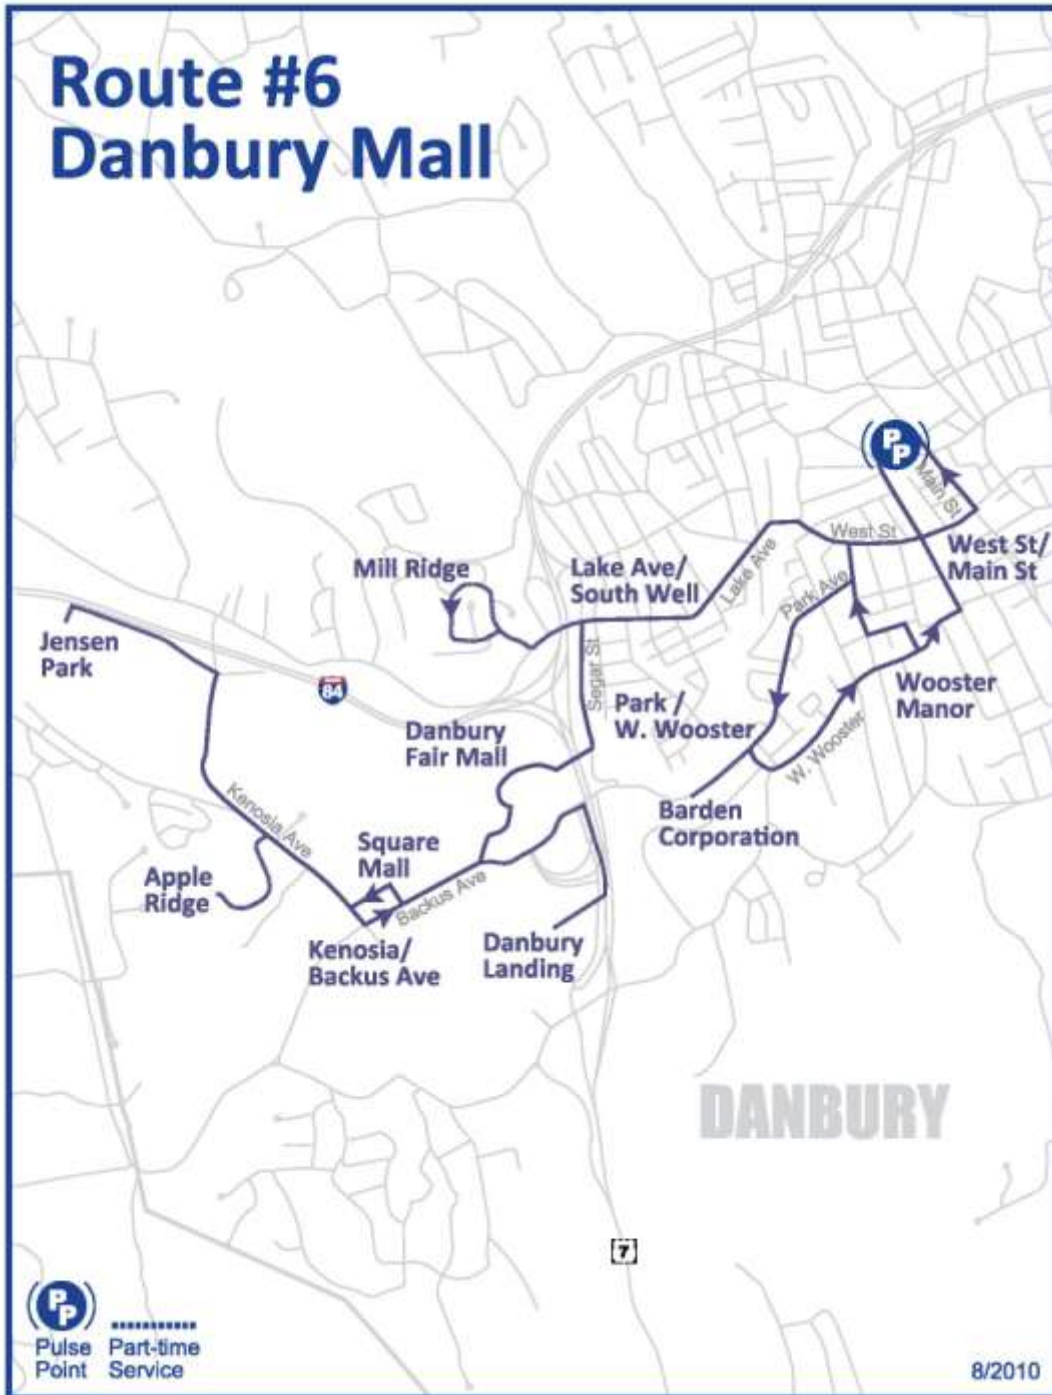 Route #6
Danbury Mall
PP
Main St
West St
West St/
Main St
Mill Ridge
Lake Ave/
South Well
Lake Ave
Park Ave
Jensen
Park
84
Segar St
Wooster
Manor
Danbury
Fair Mall
Park /
W. Wooster
W. Wooster
Kenosia Ave
Barden
Corporation
Square
Mall
Apple
Ridge
Backus Ave
Kenosia/
Backus Ave
Danbury
Landing
DANBURY
7
PP
Pulse
Point
Part-time
Service
8/2010